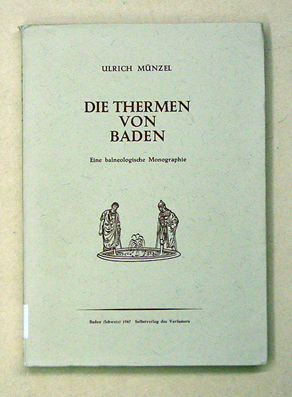 ULRICH MÜNZEL
DIE THERMEN
VON
BADEN
Eine balneologische Monographie
Baden (Schweiz) 1947 Selbstverlag des Verfassers